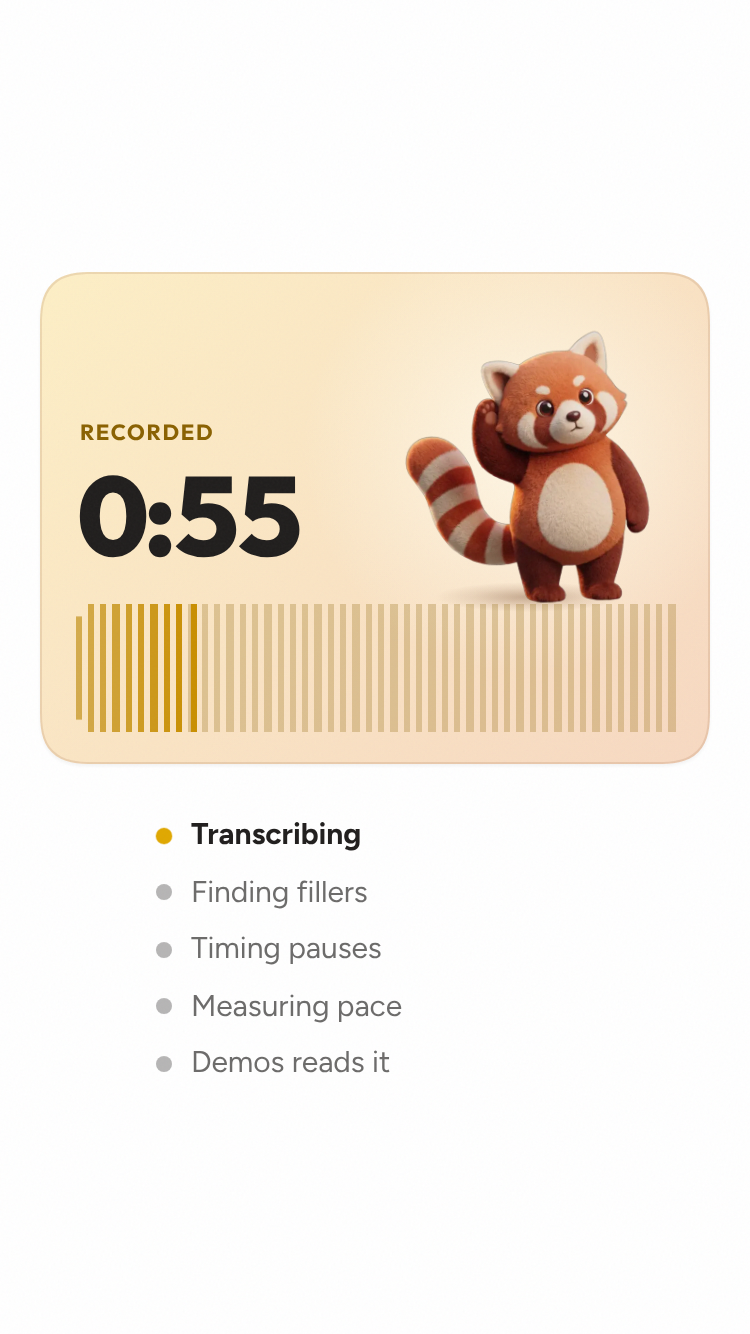 RECORDED
0:55
Transcribing
Finding fillers
Timing pauses
Measuring pace
Demos reads it